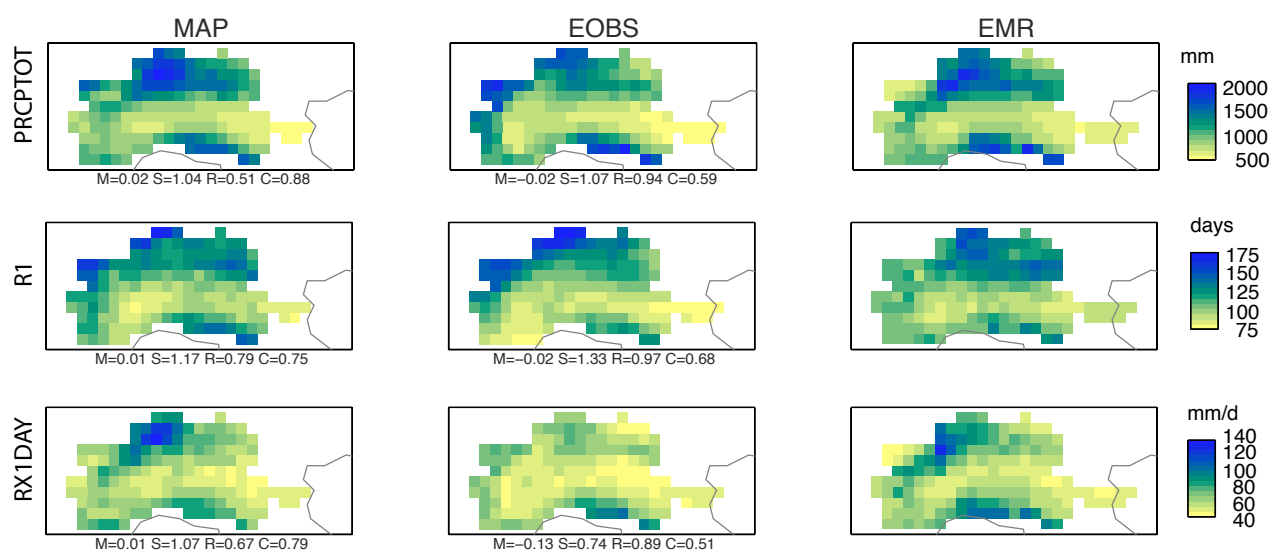 MAP EOBS EMR
PRCPTOT
mm
2000
1500
1000
500
M=0.02 S=1.04 R=0.51 C=0.88
M=−0.02 S=1.07 R=0.94 C=0.59
R1
days
175
150
125
100
75
M=0.01 S=1.17 R=0.79 C=0.75
M=−0.02 S=1.33 R=0.97 C=0.68
RX1DAY
mm/d
140
120
100
80
60
40
M=0.01 S=1.07 R=0.67 C=0.79
M=−0.13 S=0.74 R=0.89 C=0.51